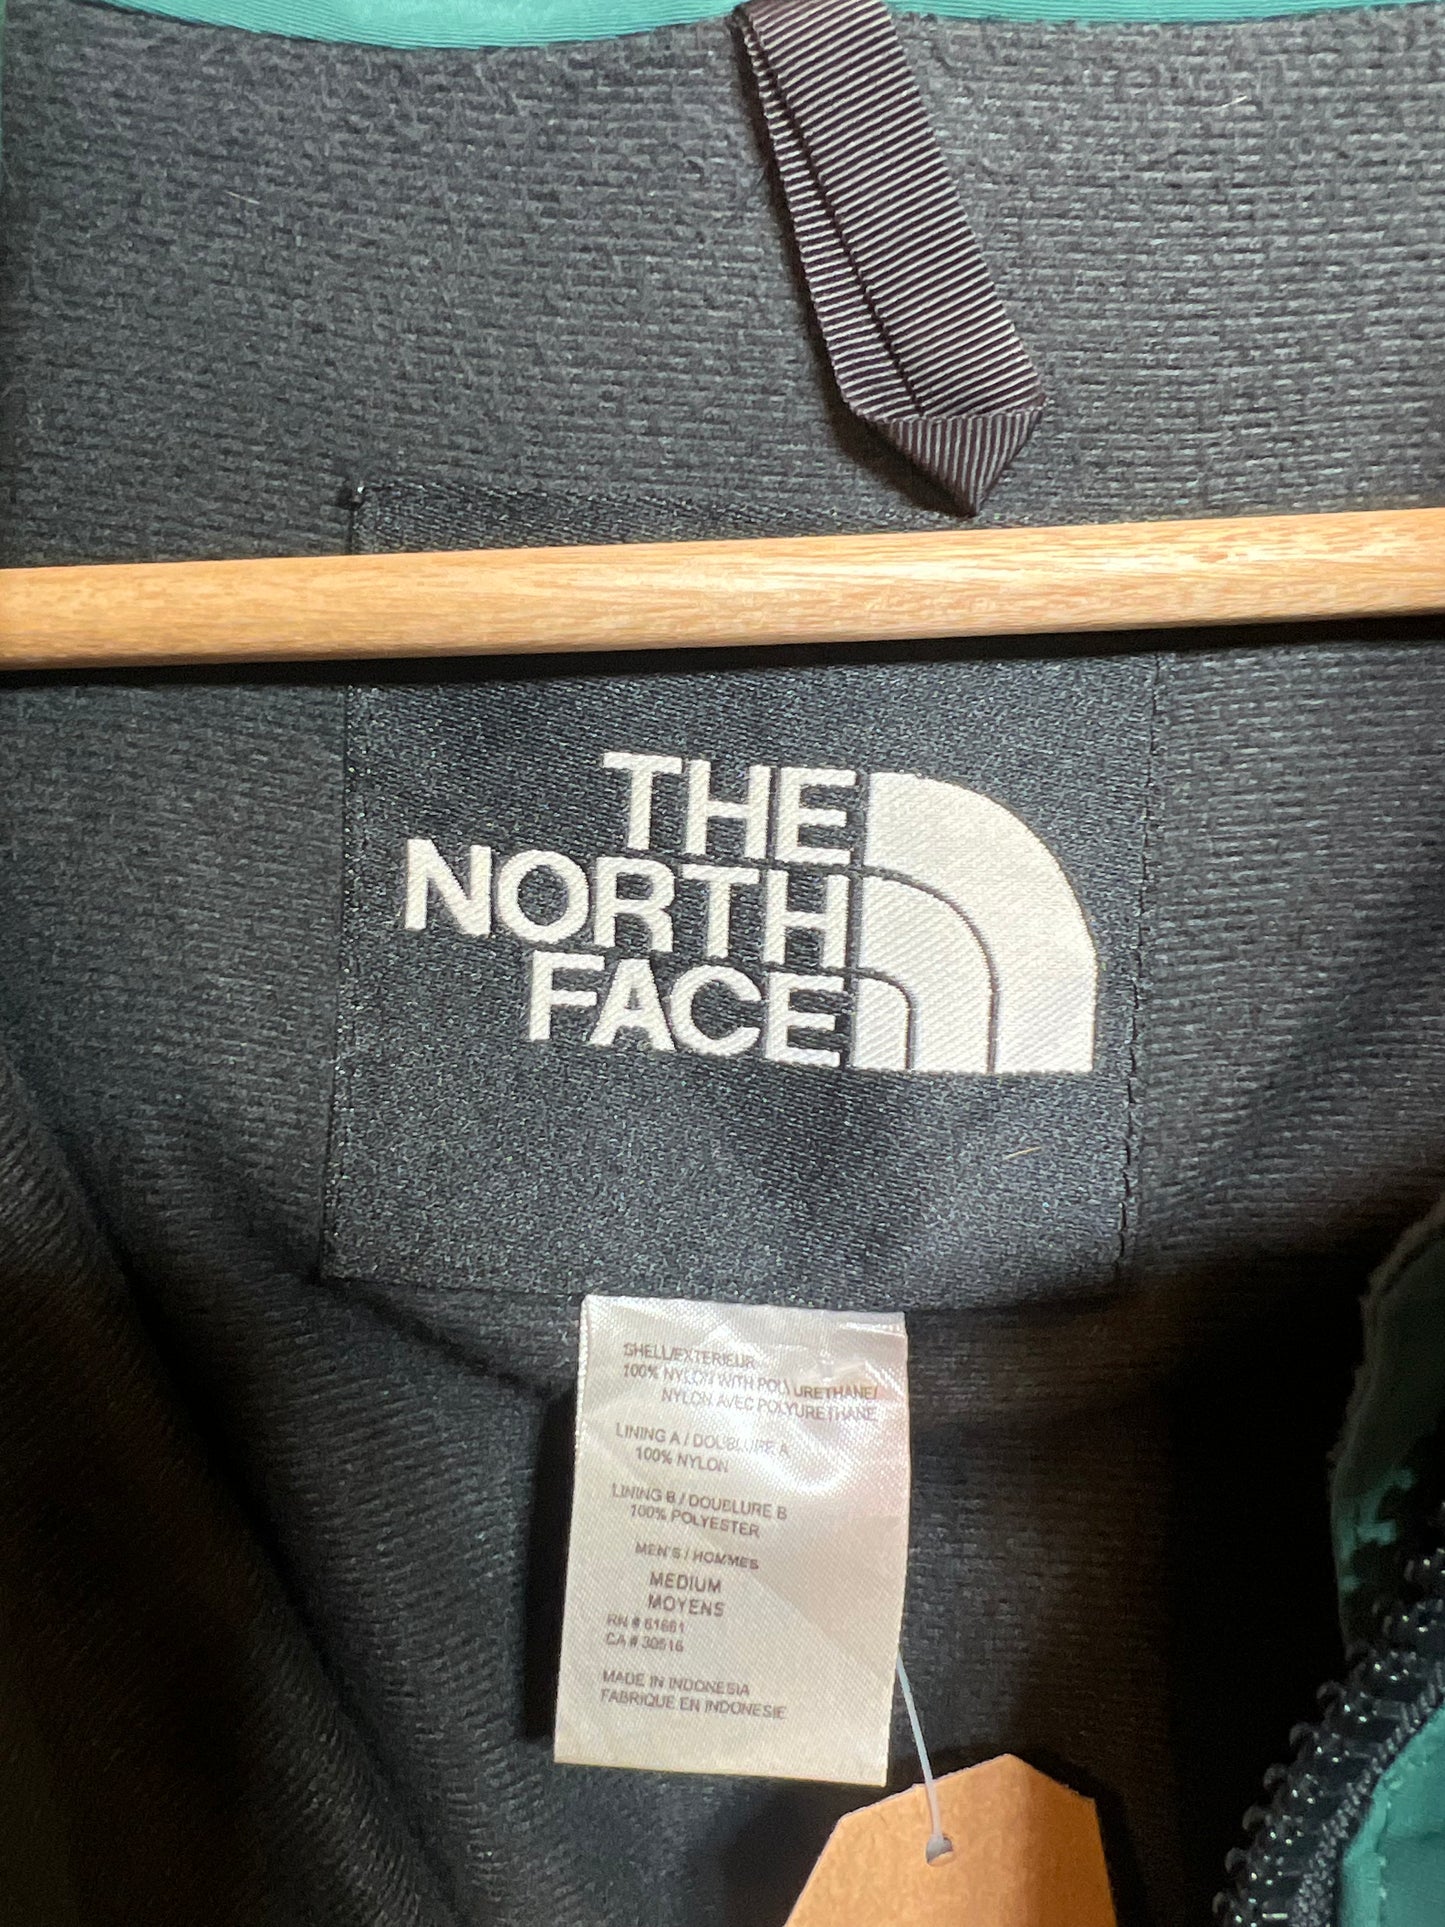 THE
NORTH
FACE
SHELL/EXTERIEUR
100% NYLON WITH POLYURETHANE/
NYLON AVEC POLYURETHANE
LINING A / DOUBLURE A
100% NYLON
LINING B / DOUBLURE B
100% POLYESTER
MEN'S / HOMMES
MEDIUM
MOYENS
RN # 61661
CA # 30516
MADE IN INDONESIA
FABRIQUE EN INDONESIE